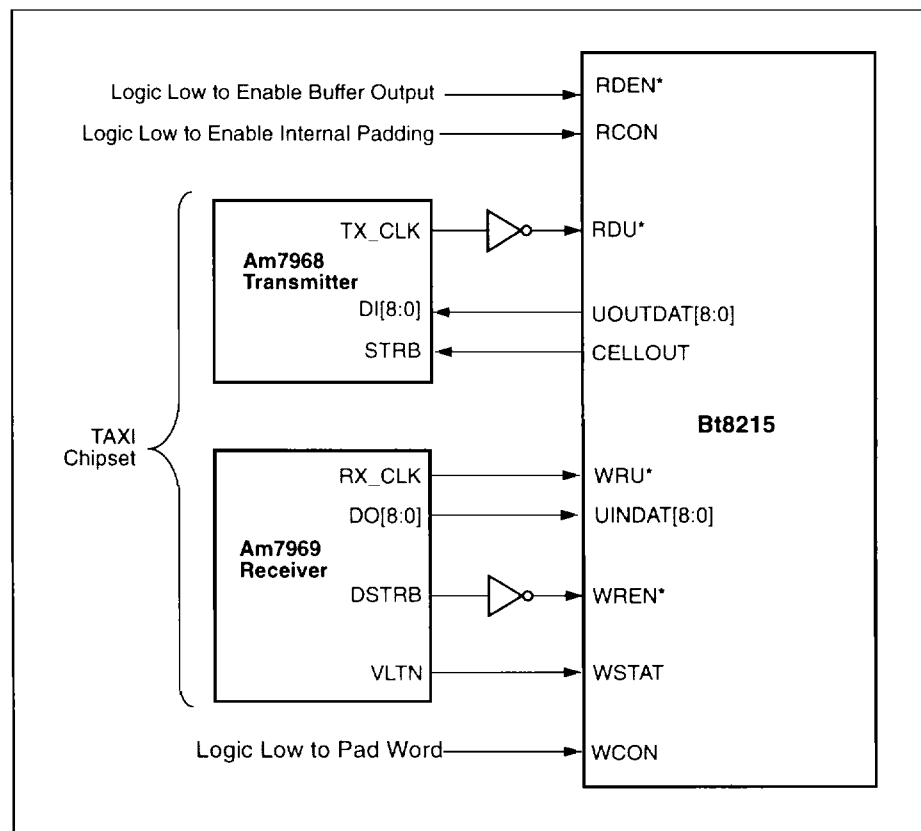 Logic Low to Enable Buffer Output
RDEN*
Logic Low to Enable Internal Padding
RCON
TX_CLK
RDU*
Am7968
Transmitter
DI[8:0]
UOUTDAT[8:0]
STRB
CELLOUT
Bt8215
TAXI
Chipset
RX_CLK
WRU*
DO[8:0]
UINDAT[8:0]
Am7969
Receiver
DSTRB
WREN*
VLTN
WSTAT
Logic Low to Pad Word
WCON